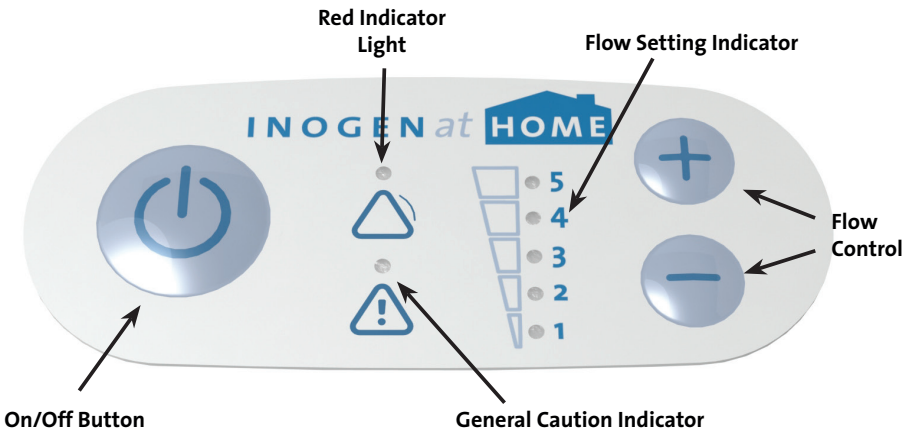 Red Indicator
Light
Flow Setting Indicator
INOGEN at HOME
5
4
3
2
1
Flow
Control
On/Off Button
General Caution Indicator